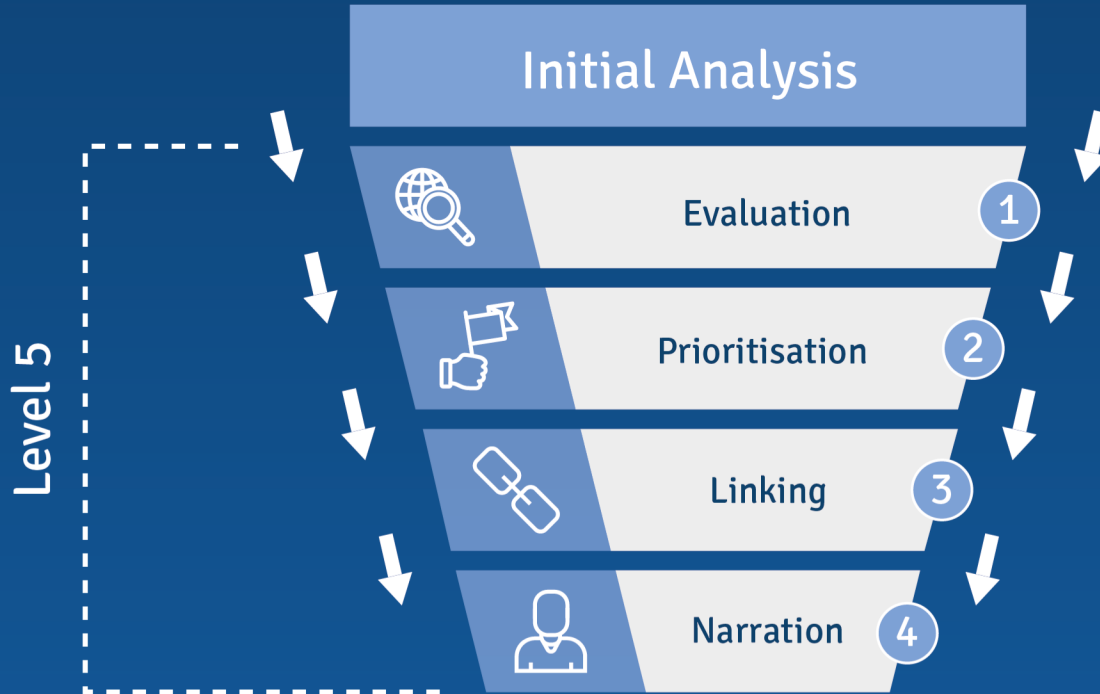 Initial Analysis
Evaluation
1
Prioritisation
2
Linking
3
Narration
4
Level 5